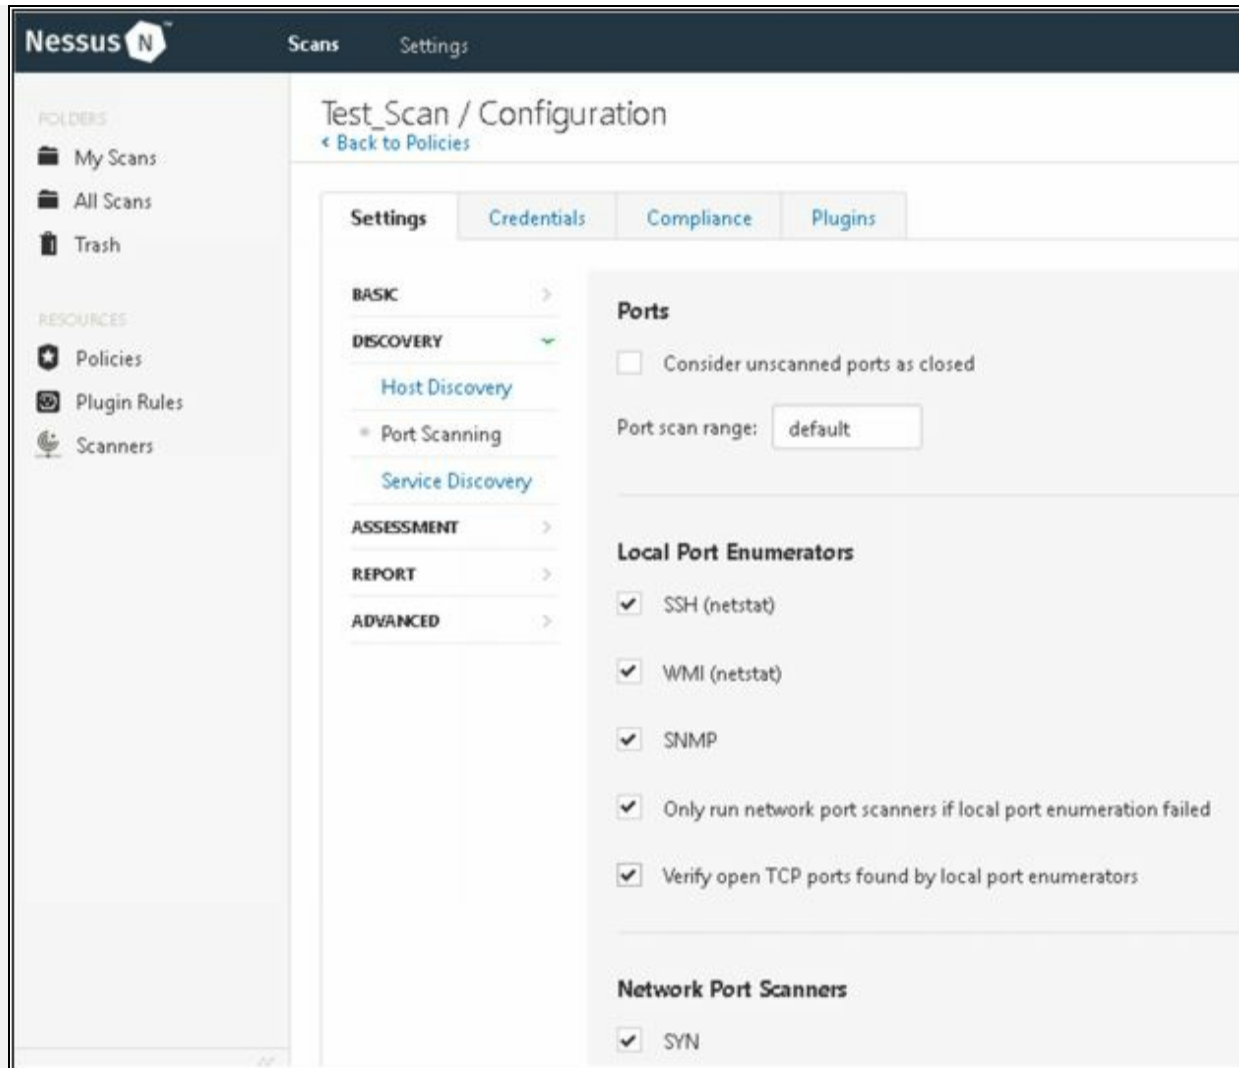 Nessus N ™
Scans Settings
FOLDERS
My Scans
All Scans
Trash
RESOURCES
Policies
Plugin Rules
Scanners
Test_Scan / Configuration
< Back to Policies
Settings Credentials Compliance Plugins
BASIC
DISCOVERY
Host Discovery
Port Scanning
Service Discovery
ASSESSMENT
REPORT
ADVANCED
Ports
Consider unscanned ports as closed
Port scan range: default
Local Port Enumerators
SSH (netstat)
WMI (netstat)
SNMP
Only run network port scanners if local port enumeration failed
Verify open TCP ports found by local port enumerators
Network Port Scanners
SYN